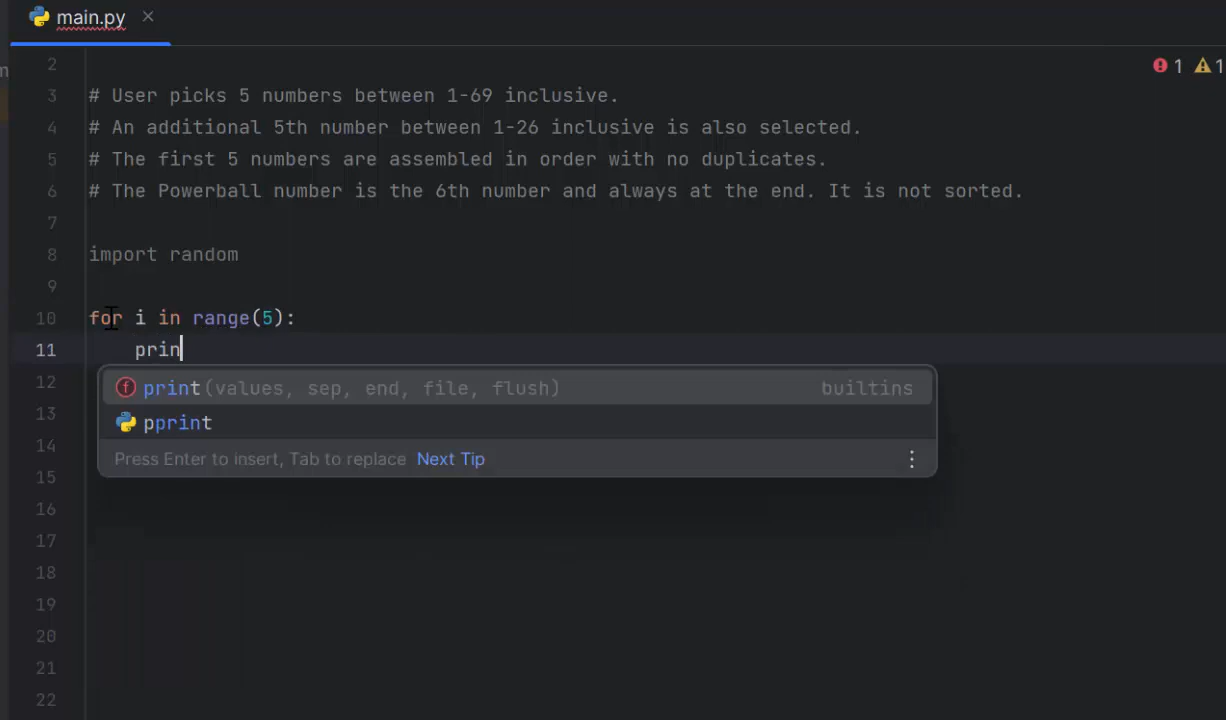 main.py
2
1
1
3 # User picks 5 numbers between 1-69 inclusive.
4 # An additional 5th number between 1-26 inclusive is also selected.
5 # The first 5 numbers are assembled in order with no duplicates.
6 # The Powerball number is the 6th number and always at the end. It is not sorted.
7
8 import random
9
10 for i in range(5):
11 prin
12 f print(values, sep, end, file, flush) builtins
13 pprint
14 Press Enter to insert, Tab to replace Next Tip
15
16
17
18
19
20
21
22